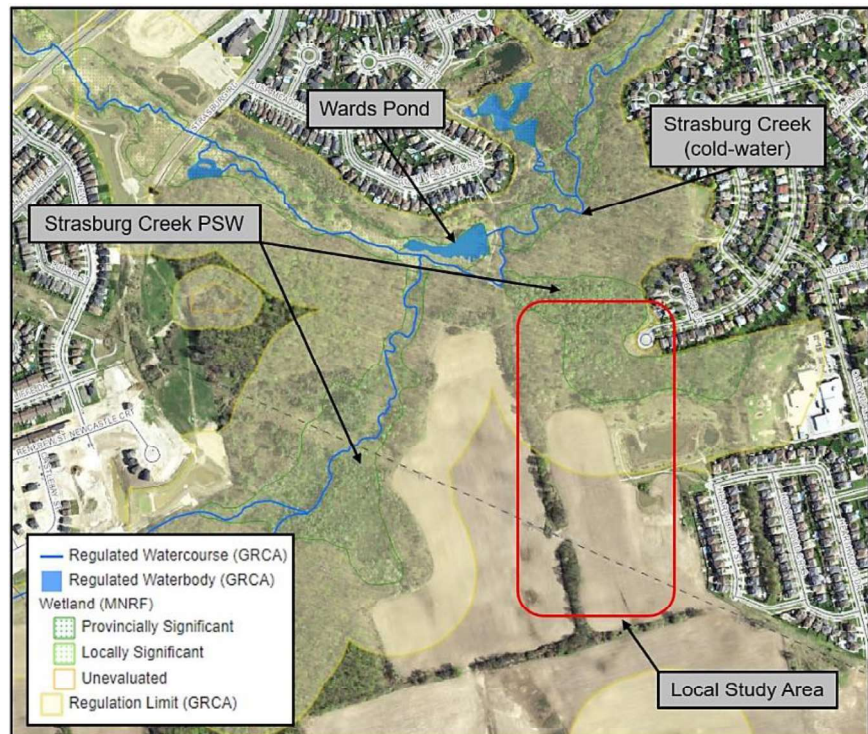 Wards Pond
Strasburg Creek
(cold-water)
Strasburg Creek PSW
Regulated Watercourse (GRCA)
Regulated Waterbody (GRCA)
Wetland (MNRF)
Provincially Significant
Locally Significant
Unevaluated
Regulation Limit (GRCA)
Local Study Area